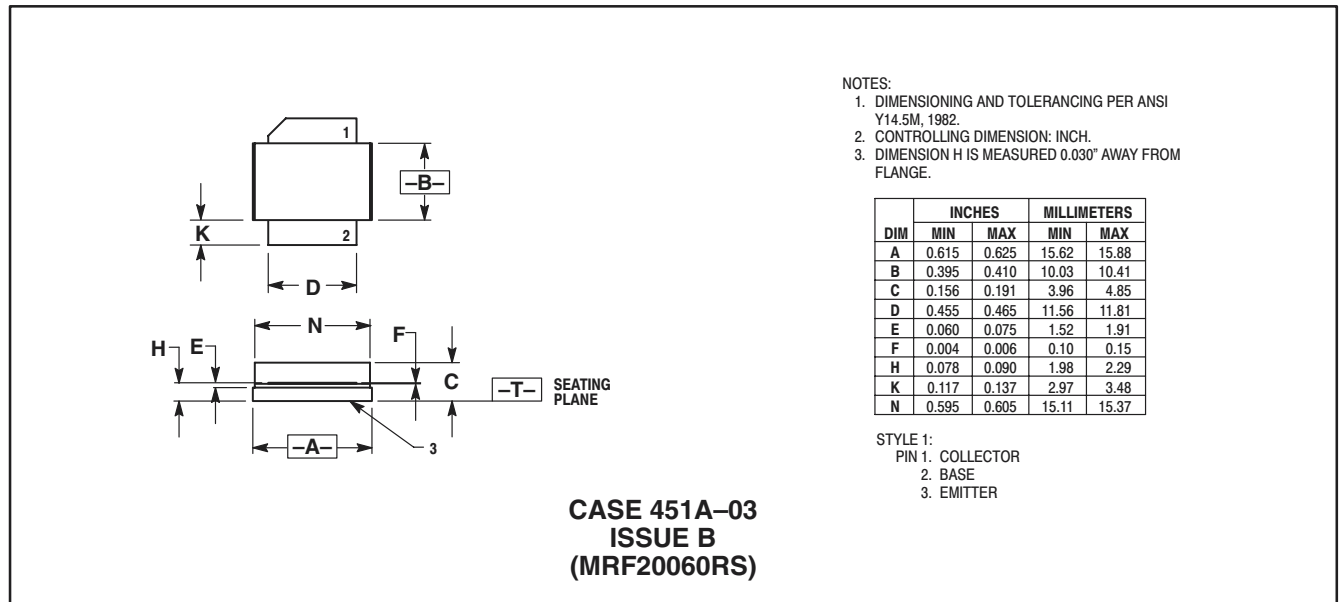 1
–B–
K
2
D
N
F
H
E
C
–T–
SEATING
PLANE
–A–
3
CASE 451A–03
ISSUE B
(MRF20060RS)
NOTES:
1. DIMENSIONING AND TOLERANCING PER ANSI
Y14.5M, 1982.
2. CONTROLLING DIMENSION: INCH.
3. DIMENSION H IS MEASURED 0.030" AWAY FROM
FLANGE.
INCHES MILLIMETERS
DIM MIN MAX MIN MAX
A 0.615 0.625 15.62 15.88
B 0.395 0.410 10.03 10.41
C 0.156 0.191 3.96 4.85
D 0.455 0.465 11.56 11.81
E 0.060 0.075 1.52 1.91
F 0.004 0.006 0.10 0.15
H 0.078 0.090 1.98 2.29
K 0.117 0.137 2.97 3.48
N 0.595 0.605 15.11 15.37
STYLE 1:
PIN 1. COLLECTOR
2. BASE
3. EMITTER